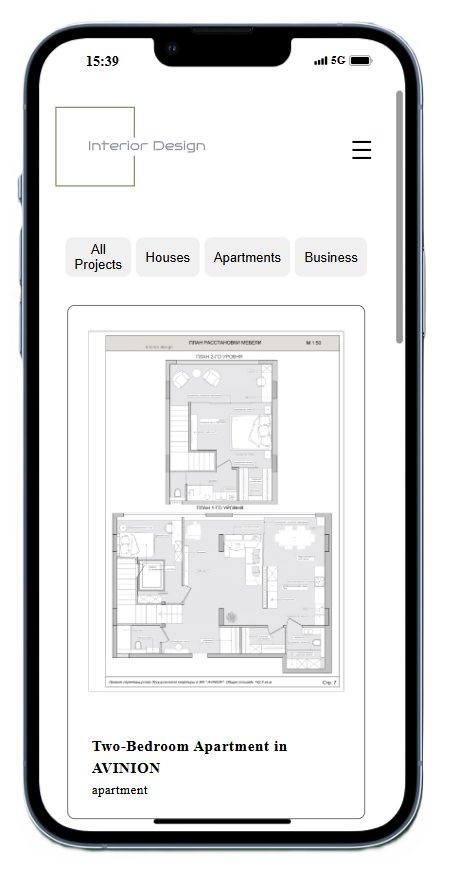 15:39
5G
Interior Design
All
Projects
Houses
Apartments
Business
interior design
ПЛАН РАССТАНОВКИ МЕБЕЛИ
М 1:50
ПЛАН 2-ГО УРОВНЯ
ПЛАН 1-ГО УРОВНЯ
Стр. 7
Two-Bedroom Apartment in
AVINION
apartment